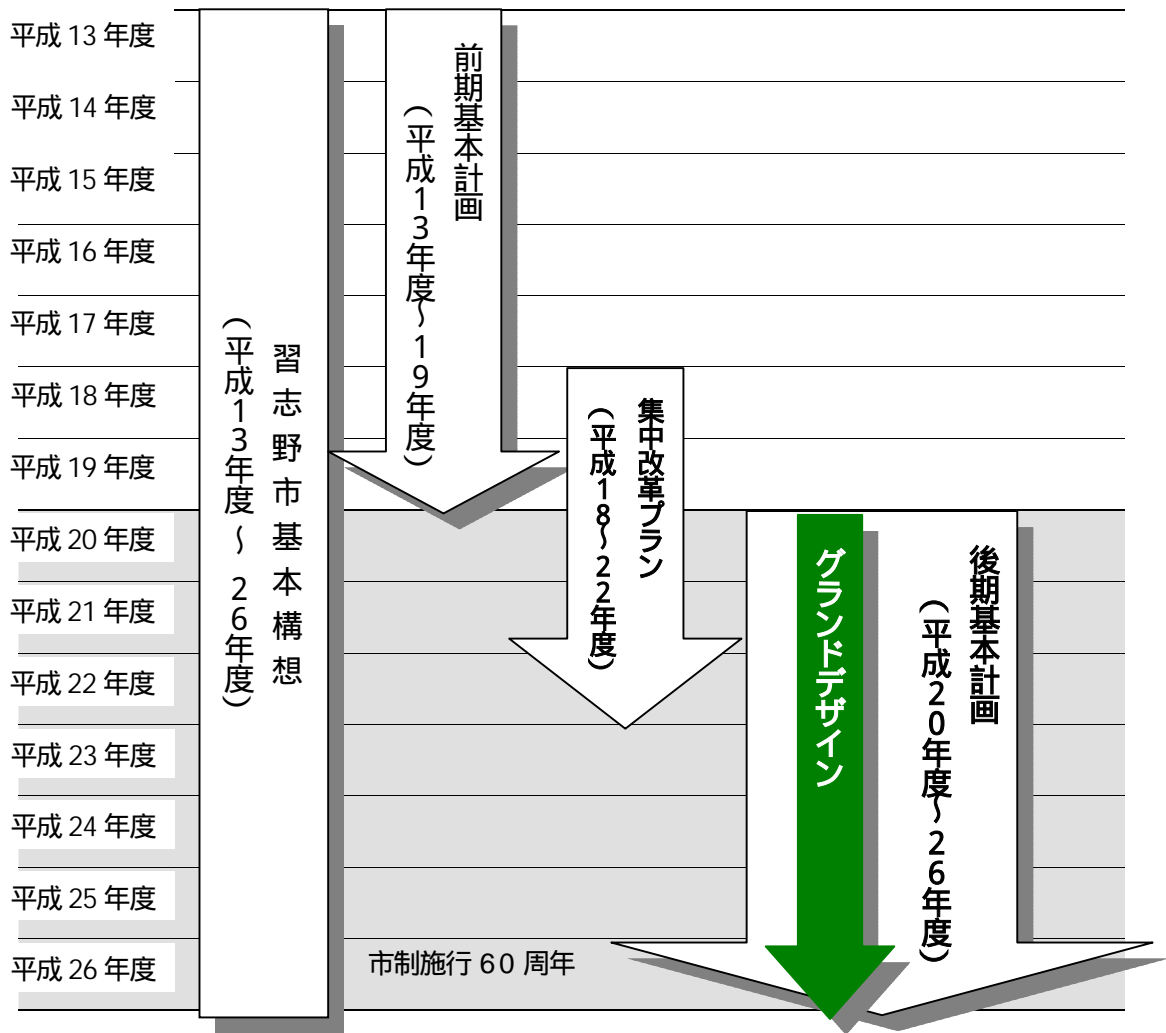 平成 13 年度
平成 14 年度
平成 15 年度
平成 16 年度
平成 17 年度
平成 18 年度
平成 19 年度
平成 20 年度
平成 21 年度
平成 22 年度
平成 23 年度
平成 24 年度
平成 25 年度
平成 26 年度
習志野市基本構想
(平成13年度～26年度)
前期基本計画
(平成13年度～19年度)
集中改革プラン
(平成18～22年度)
グランドデザイン
後期基本計画
(平成20年度～26年度)
市制施行 60 周年